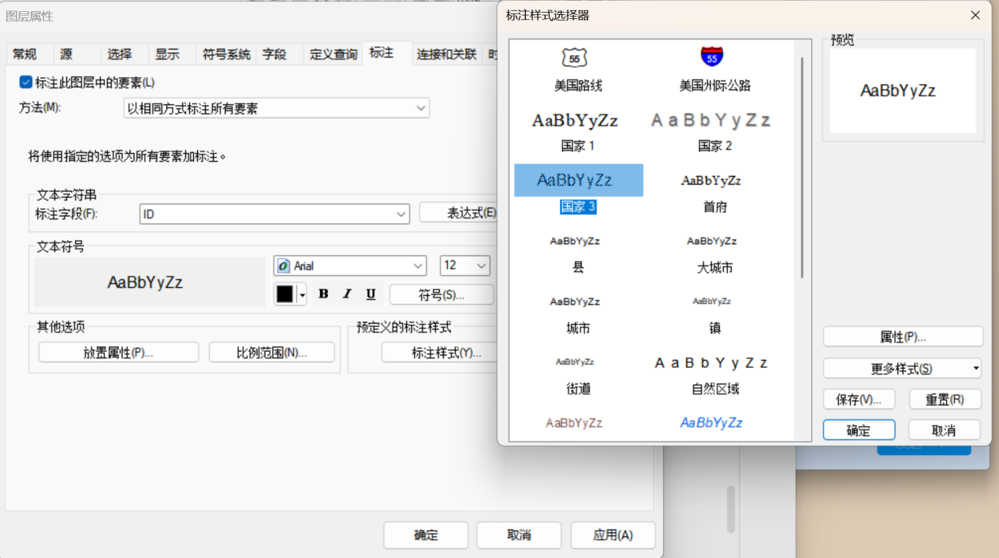 图层属性
常规 源 选择 显示 符号系统 字段 定义查询 标注 连接和关联 时
标注此图层中的要素(L)
方法(M): 以相同方式标注所有要素
将使用指定的选项为所有要素加标注。
文本字符串
标注字段(F): ID 表达式(E)
文本符号
AaBbYyZz
Arial 12
B I U 符号(S)...
其他选项
放置属性(P)... 比例范围(N)...
预定义的标注样式
标注样式(Y)...
确定 取消 应用(A)
标注样式选择器
55 55
美国路线 美国州际公路
AaBbYyZz AaBbYyZz
国家 1 国家 2
AaBbYyZz AaBbYyZz
国家 3 首府
AaBbYyZz AaBbYyZz
县 大城市
AaBbYyZz AaBbYyZz
城市 镇
AaBbYyZz AaBbYyZz
街道 自然区域
AaBbYyZz AaBbYyZz
预览
AaBbYyZz
属性(P)...
更多样式(S)
保存(V)... 重置(R)
确定 取消